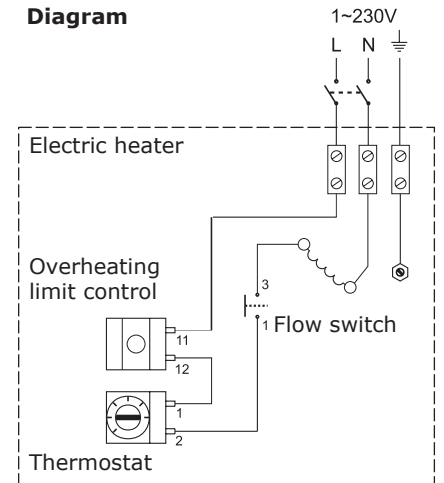 Diagram
1~230V
L N
Electric heater
Overheating
limit control
3
1 Flow switch
11
12
1
2
Thermostat